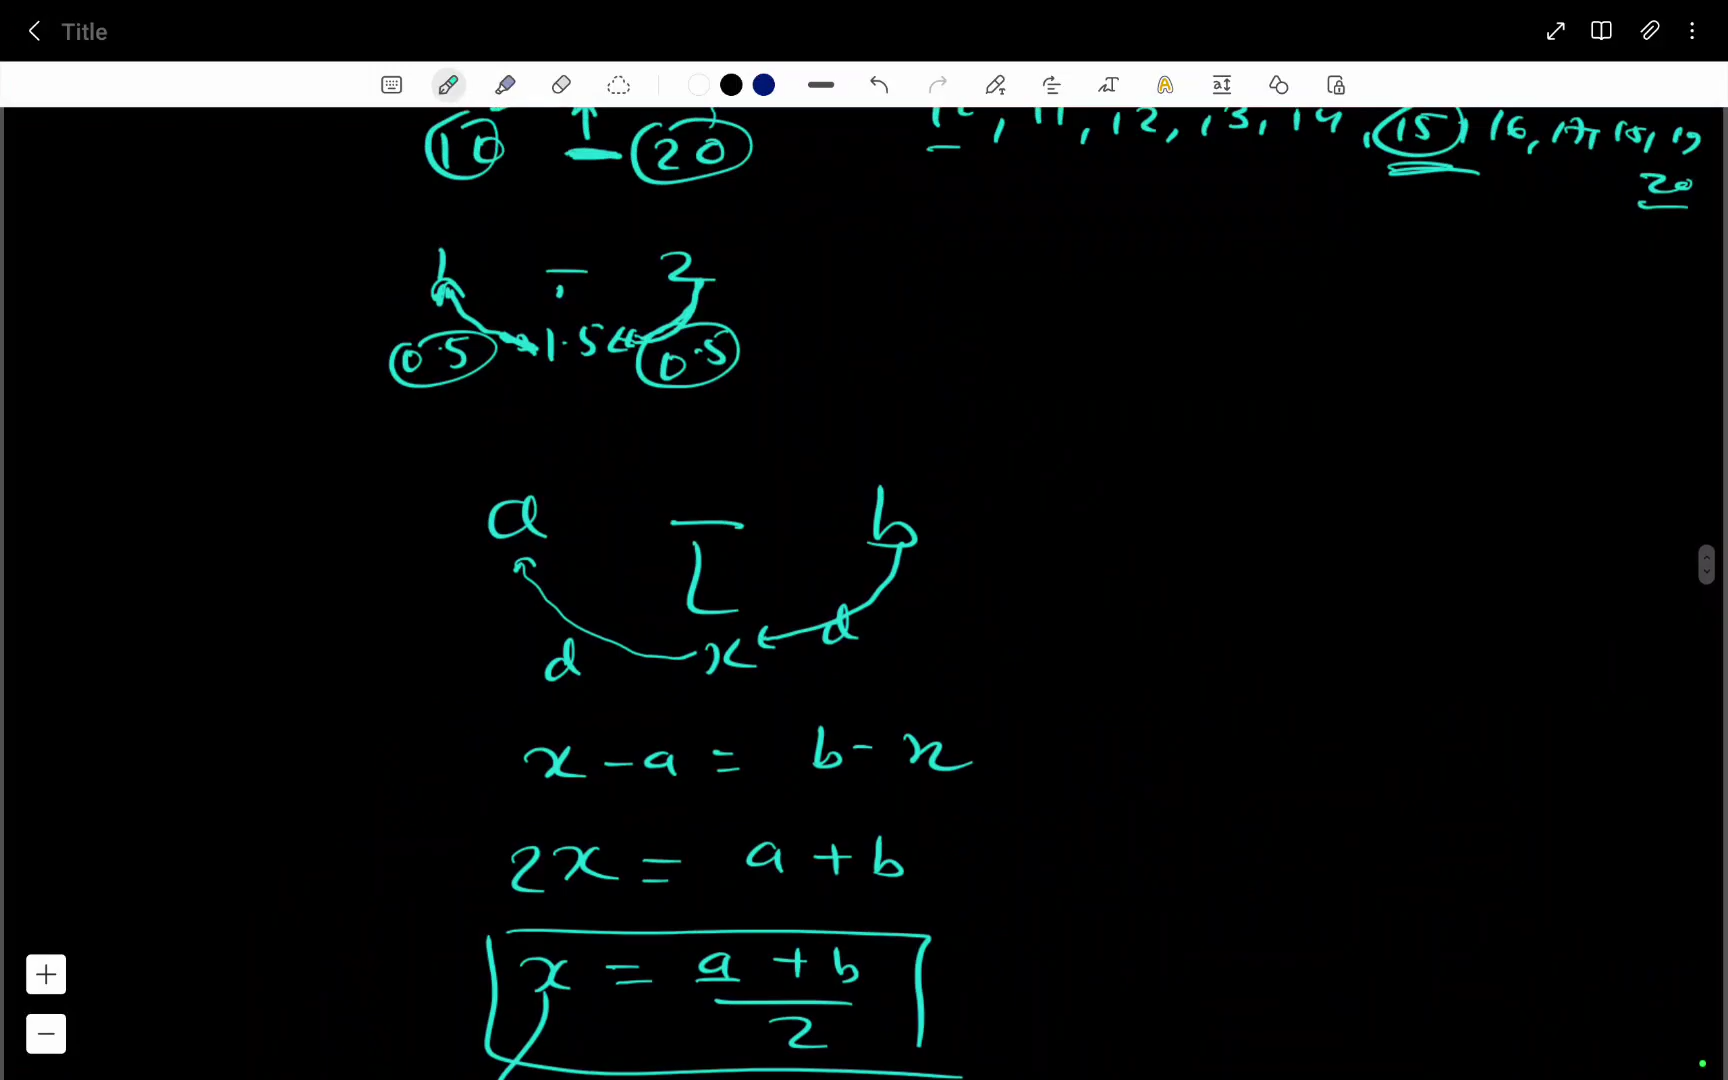 Title
10 20 , 11, 12, 13, 14, 15, 16, 17, 18, 19
20
1 2
0.5 1.5 0.5
a b
d x d
x - a = b - x
2x = a + b
x = a + b
2